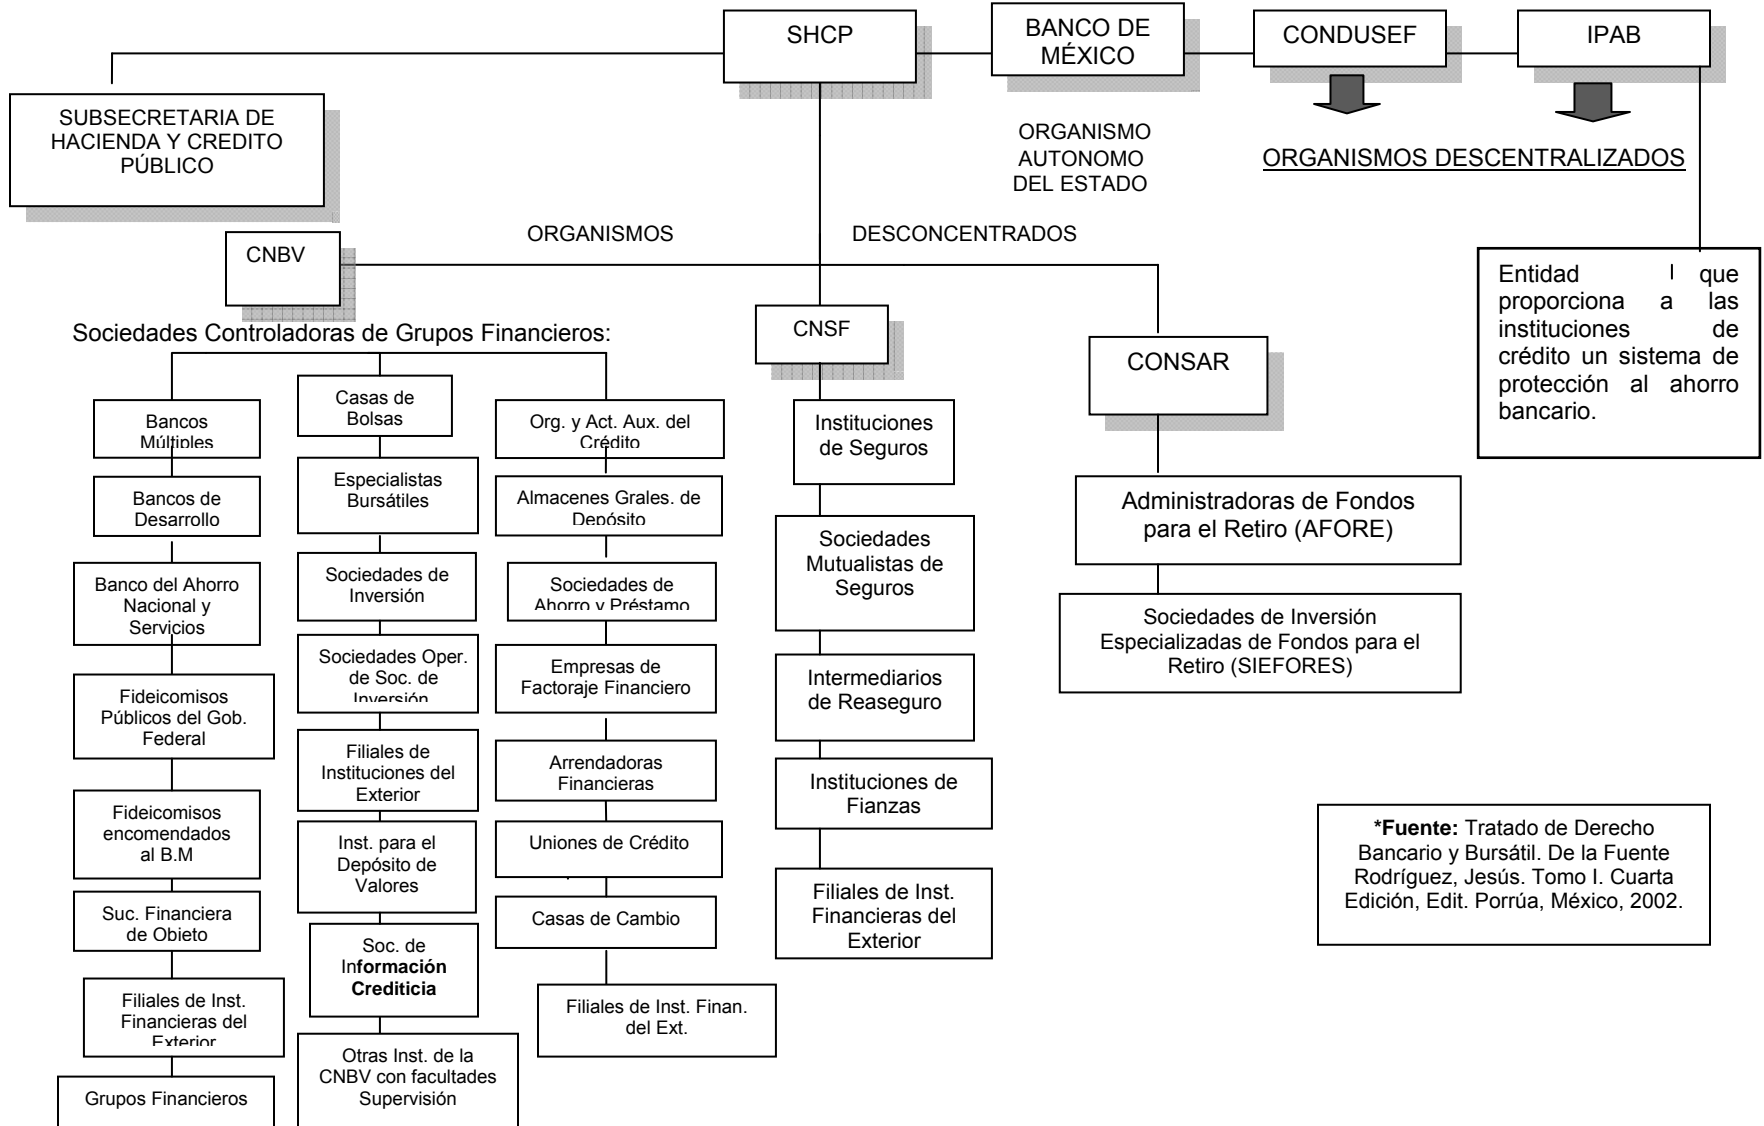 SHCP
BANCO DE
MÉXICO
CONDUSEF
IPAB
SUBSECRETARIA DE
HACIENDA Y CREDITO
PÚBLICO
ORGANISMO
AUTONOMO
DEL ESTADO
ORGANISMOS DESCENTRALIZADOS
ORGANISMOS
DESCONCENTRADOS
CNBV
CNSF
CONSAR
Entidad que
proporciona a las
instituciones de
crédito un sistema de
protección al ahorro
bancario.
Sociedades Controladoras de Grupos Financieros:
Bancos
Múltiples
Bancos de
Desarrollo
Banco del Ahorro
Nacional y
Servicios
Fideicomisos
Públicos del Gob.
Federal
Fideicomisos
encomendados
al B.M
Suc. Financiera
de Objeto
Filiales de Inst.
Financieras del
Exterior
Grupos Financieros
Casas de
Bolsas
Especialistas
Bursátiles
Sociedades de
Inversión
Sociedades Oper.
de Soc. de
Inversión
Filiales de
Instituciones del
Exterior
Inst. para el
Depósito de
Valores
Soc. de
Información
Crediticia
Otras Inst. de la
CNBV con facultades
Supervisión
Org. y Act. Aux. del
Crédito
Almacenes Grales. de
Depósito
Sociedades de
Ahorro y Préstamo
Empresas de
Factoraje Financiero
Arrendadoras
Financieras
Uniones de Crédito
Casas de Cambio
Filiales de Inst. Finan.
del Ext.
Instituciones
de Seguros
Sociedades
Mutualistas de
Seguros
Intermediarios
de Reaseguro
Instituciones de
Fianzas
Filiales de Inst.
Financieras del
Exterior
Administradoras de Fondos
para el Retiro (AFORE)
Sociedades de Inversión
Especializadas de Fondos para el
Retiro (SIEFORES)
*Fuente: Tratado de Derecho
Bancario y Bursátil. De la Fuente
Rodríguez, Jesús. Tomo I. Cuarta
Edición, Edit. Porrúa, México, 2002.